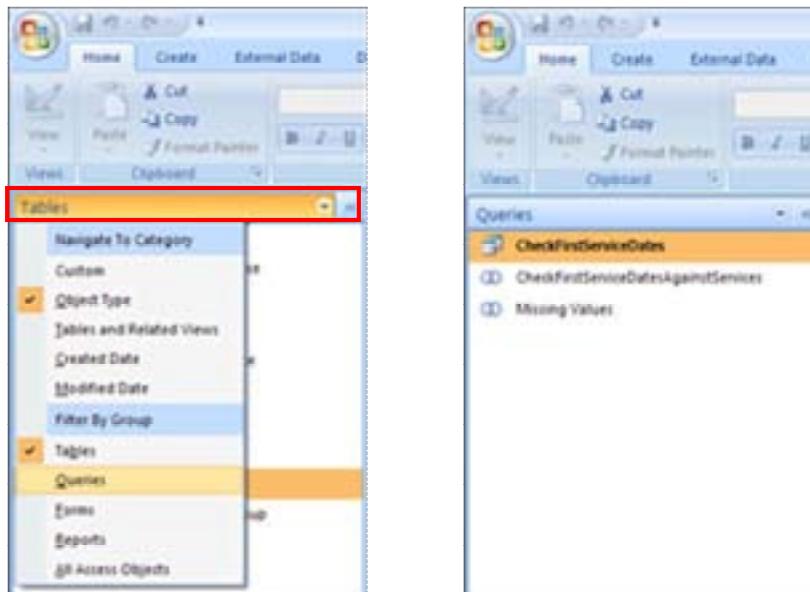 Home Create External Data D
View
Paste
Cut
Copy
Format Painter
B I U
Views Clipboard
Tables
Navigate To Category
Custom
Object Type
Tables and Related Views
Created Date
Modified Date
Filter By Group
Tables
Queries
Forms
Reports
All Access Objects
Home Create External Data
View
Paste
Cut
Copy
Format Painter
B I U
Views Clipboard
Queries
CheckFirstServiceDates
CheckFirstServiceDatesAgainstServices
Missing Values